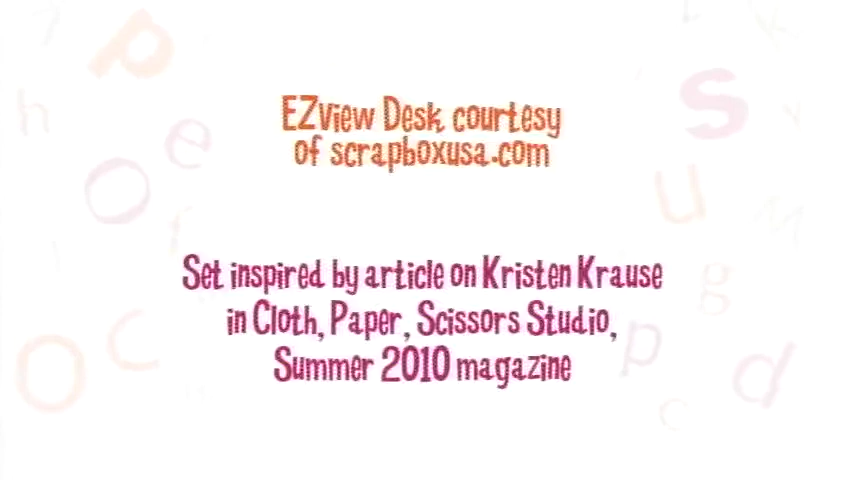 EZview Desk courtesy
of scrapboxusa.com
Set inspired by article on Kristen Krause
in Cloth, Paper, Scissors Studio,
Summer 2010 magazine